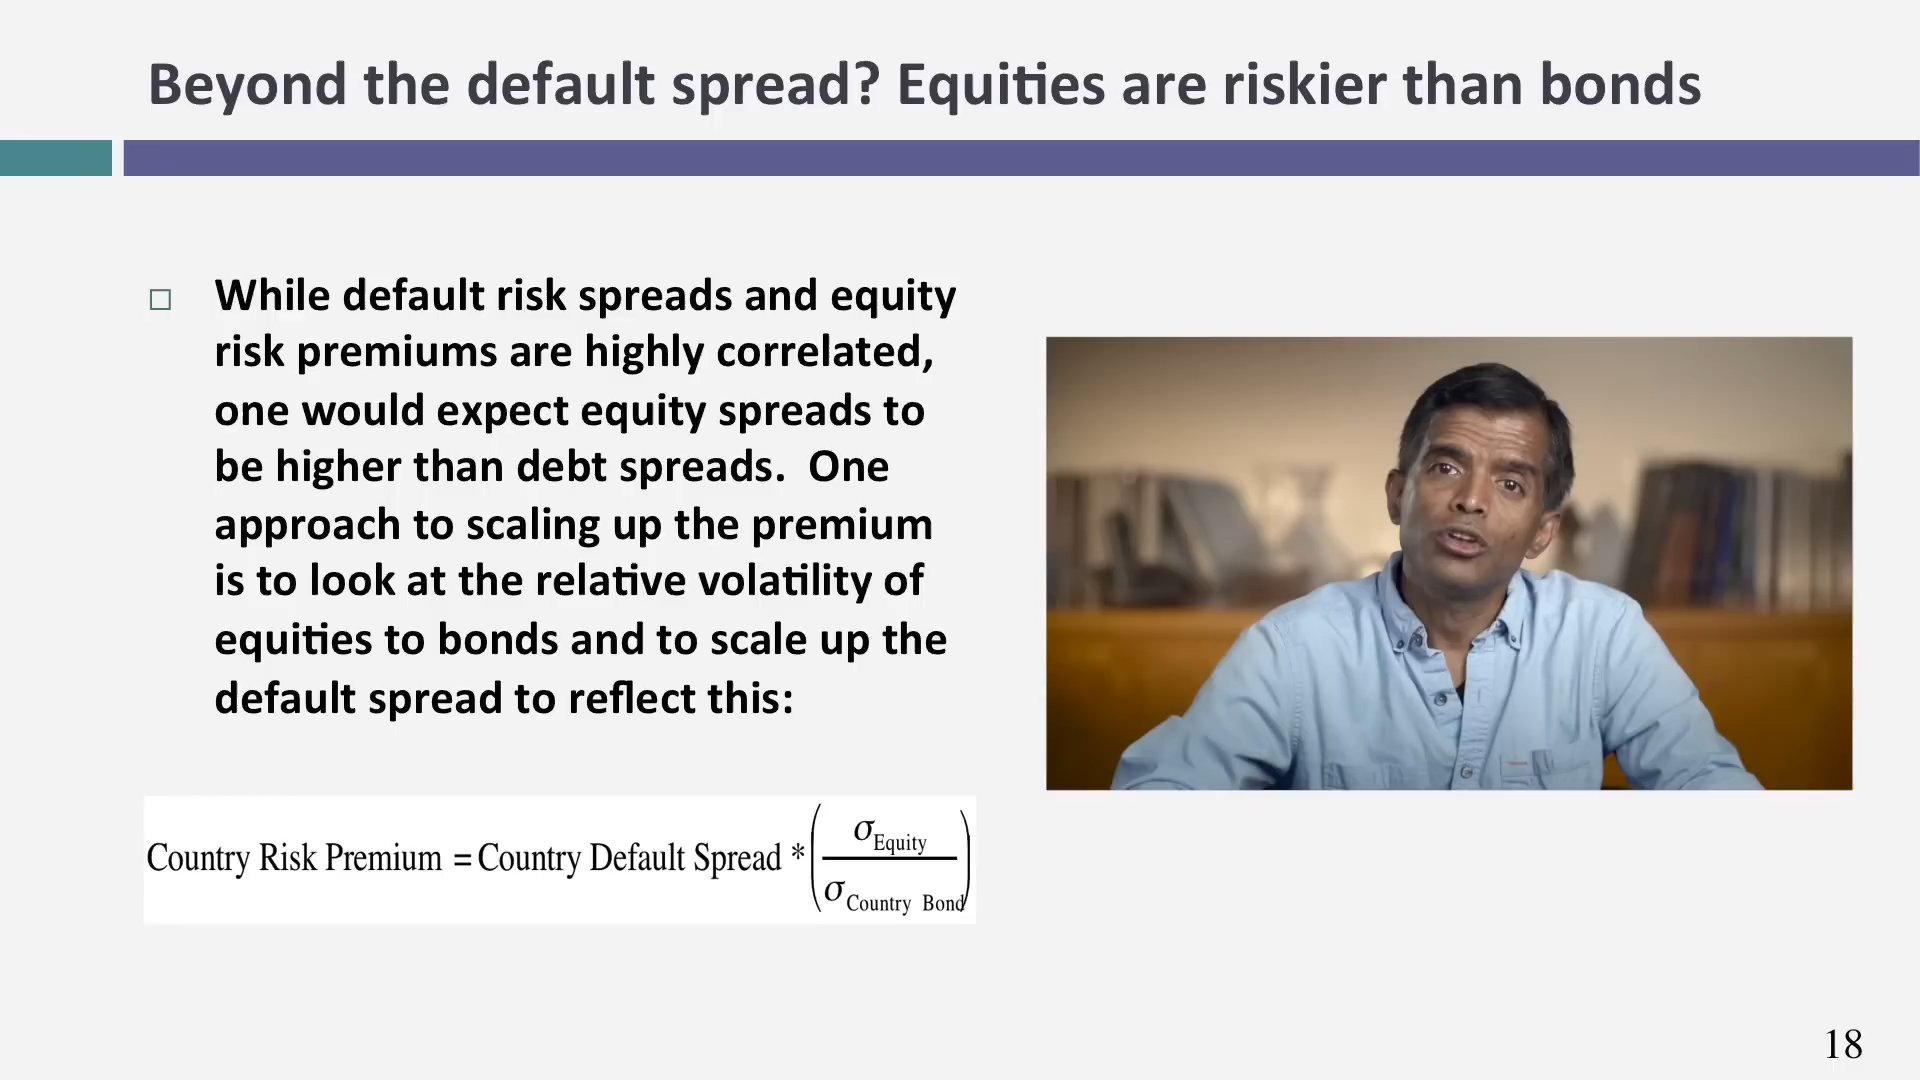 Beyond the default spread? Equities are riskier than bonds
□ While default risk spreads and equity
risk premiums are highly correlated,
one would expect equity spreads to
be higher than debt spreads.  One
approach to scaling up the premium
is to look at the relative volatility of
equities to bonds and to scale up the
default spread to reflect this:
Country Risk Premium = Country Default Spread * (σ Equity / σ Country Bond)
18